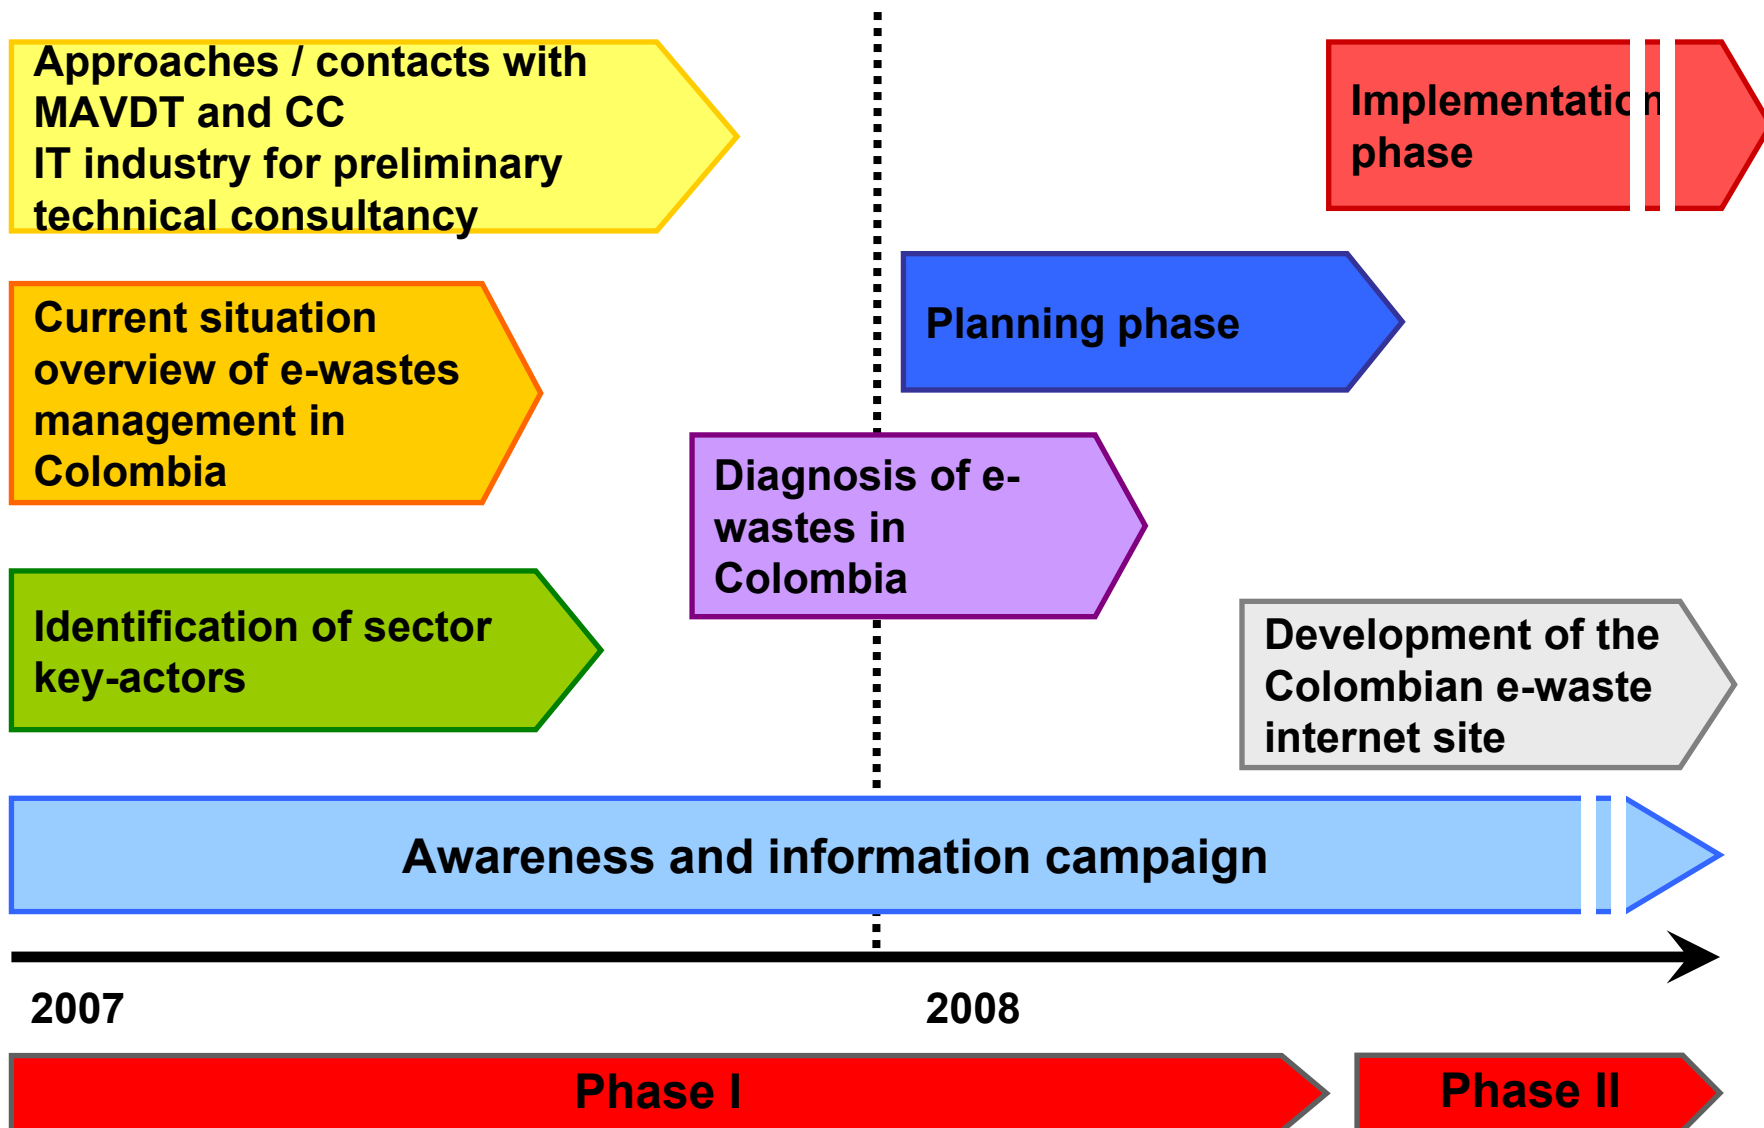 Approaches / contacts with
MAVDT and CC
IT industry for preliminary
technical consultancy
Implementation
phase
Current situation
overview of e-wastes
management in
Colombia
Planning phase
Diagnosis of e-
wastes in
Colombia
Identification of sector
key-actors
Development of the
Colombian e-waste
internet site
Awareness and information campaign
2007
2008
Phase I
Phase II